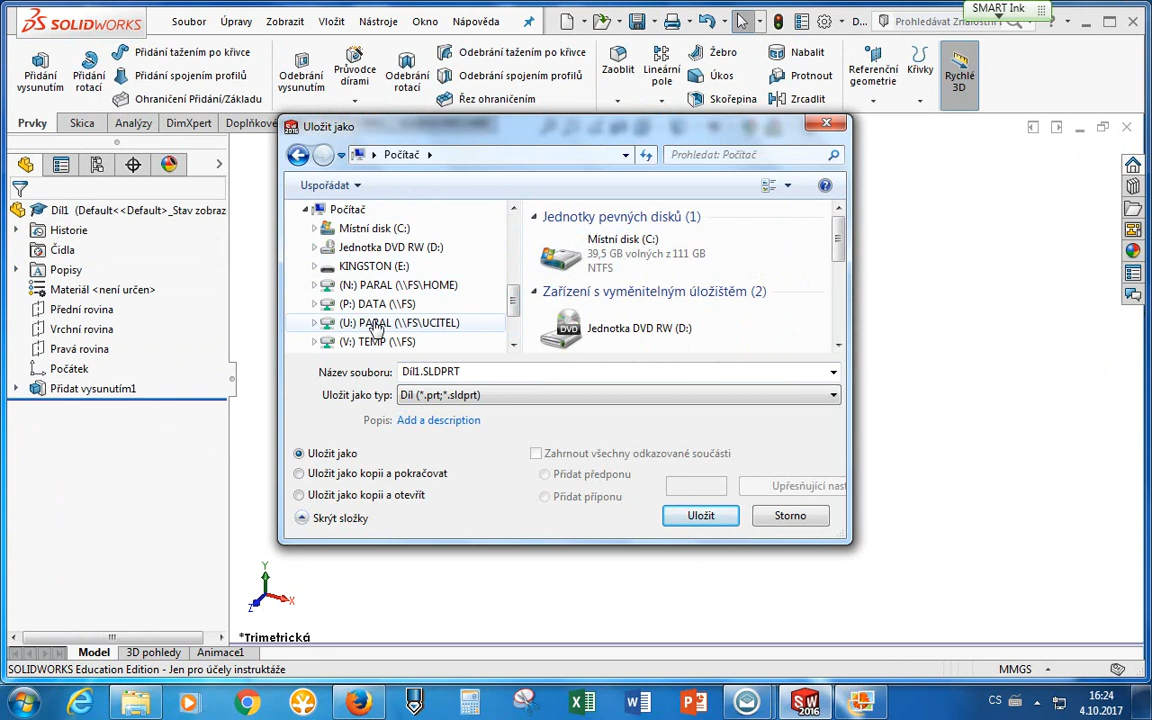 SOLIDWORKS
Soubor
Úpravy
Zobrazit
Vložit
Nástroje
Okno
Nápověda
D...
Prohledávat Znalostní
SMART Ink
Přidání vysunutím
Přidání rotací
Přidání tažením po křivce
Přidání spojením profilů
Ohraničení Přidání/Základu
Odebrání vysunutím
Průvodce dírami
Odebrání rotací
Odebrání tažením po křivce
Odebrání spojením profilů
Řez ohraničením
Zaoblit
Lineární pole
Žebro
Úkos
Skořepina
Nabalit
Protnout
Zrcadlit
Referenční geometrie
Křivky
Rychlé 3D
Prvky
Skica
Analýzy
DimXpert
Doplňkové
Díl1 (Default<<Default>_Stav zobraz
Historie
Čidla
Popisy
Materiál <není určen>
Přední rovina
Vrchní rovina
Pravá rovina
Počátek
Přidat vysunutím1
Uložit jako
Počítač
Prohledat: Počítač
Uspořádat
Počítač
Místní disk (C:)
Jednotka DVD RW (D:)
KINGSTON (E:)
(N:) PARAL (\\FS\HOME)
(P:) DATA (\\FS)
(U:) PARAL (\\FS\UCITEL)
(V:) TEMP (\\FS)
Jednotky pevných disků (1)
Místní disk (C:)
39,5 GB volných z 111 GB
NTFS
Zařízení s vyměnitelným úložištěm (2)
DVD
Jednotka DVD RW (D:)
Název souboru:
Díl1.SLDPRT
Uložit jako typ:
Díl (*.prt;*.sldprt)
Popis:
Add a description
Uložit jako
Uložit jako kopii a pokračovat
Uložit jako kopii a otevřít
Skrýt složky
Zahrnout všechny odkazované součásti
Přidat předponu
Přidat příponu
Upřesňující nast
Uložit
Storno
Y
X
Z
*Trimetrická
Model
3D pohledy
Animace1
SOLIDWORKS Education Edition - Jen pro účely instruktáže
MMGS
SW
2016
CS
16:24
4.10.2017